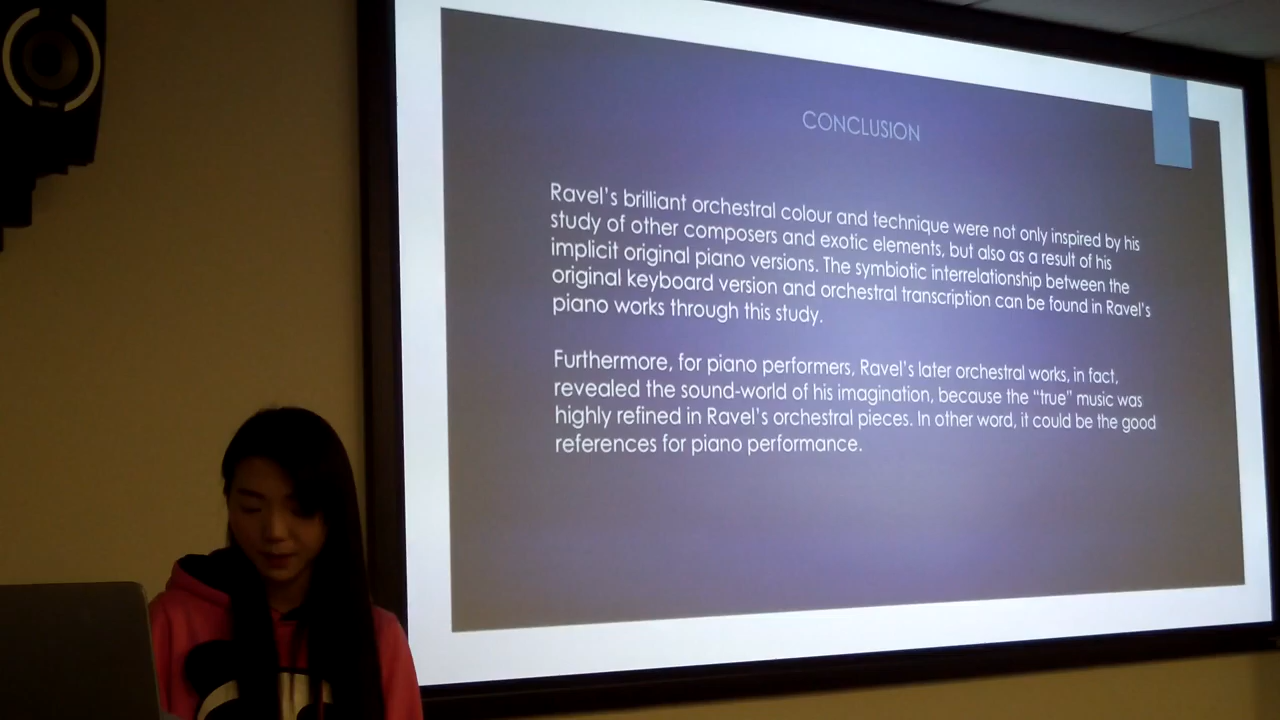 CONCLUSION
Ravel's brilliant orchestral colour and technique were not only inspired by his
study of other composers and exotic elements, but also as a result of his
implicit original piano versions. The symbiotic interrelationship between the
original keyboard version and orchestral transcription can be found in Ravel's
piano works through this study.
Furthermore, for piano performers, Ravel's later orchestral works, in fact,
revealed the sound-world of his imagination, because the "true" music was
highly refined in Ravel's orchestral pieces. In other word, it could be the good
references for piano performance.